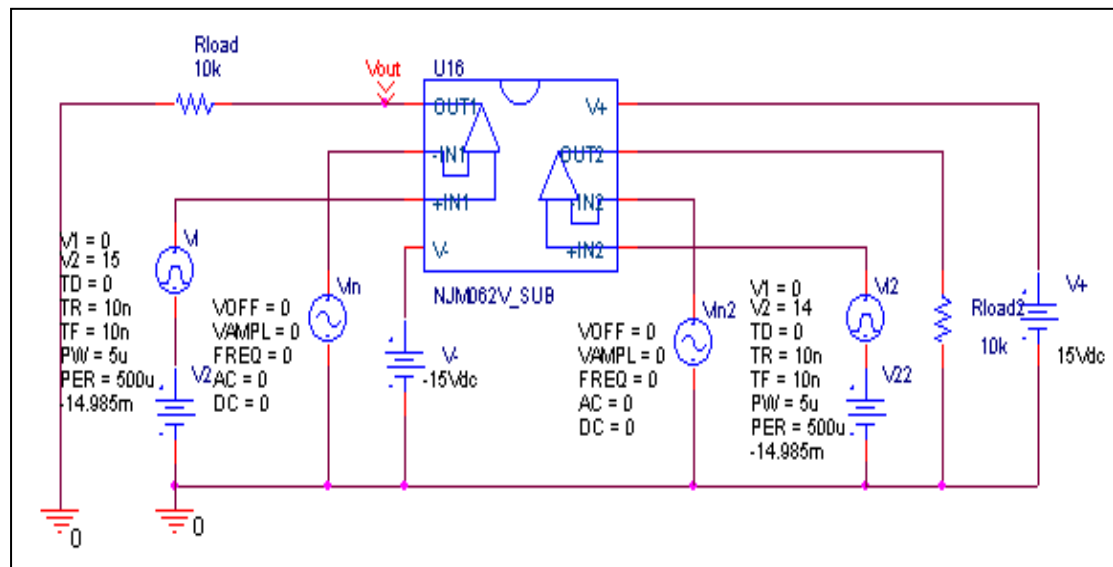 Rload
10k
Vout
U16
OUT1
-IN1
+IN1
V-
V+
OUT2
-IN2
+IN2
NJM062V_SUB
VI
V1 = 0
V2 = 15
TD = 0
TR = 10n
TF = 10n
PW = 5u
PER = 500u
-14.985m
V2
VIn
VOFF = 0
VAMPL = 0
FREQ = 0
AC = 0
DC = 0
V-
-15Vdc
VIn2
VOFF = 0
VAMPL = 0
FREQ = 0
AC = 0
DC = 0
VI2
V1 = 0
V2 = 14
TD = 0
TR = 10n
TF = 10n
PW = 5u
PER = 500u
-14.985m
V22
Rload2
10k
V+
15Vdc
0
0